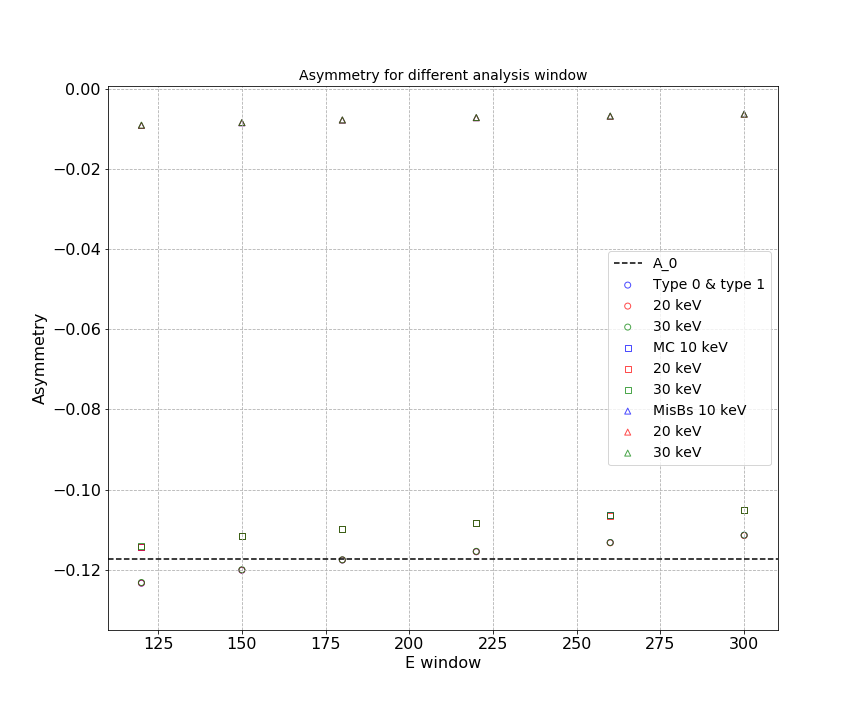 Asymmetry for different analysis window
0.00
−0.02
−0.04
−0.06
−0.08
−0.10
−0.12
Asymmetry
A_0
Type 0 & type 1
20 keV
30 keV
MC 10 keV
20 keV
30 keV
MisBs 10 keV
20 keV
30 keV
125 150 175 200 225 250 275 300
E window